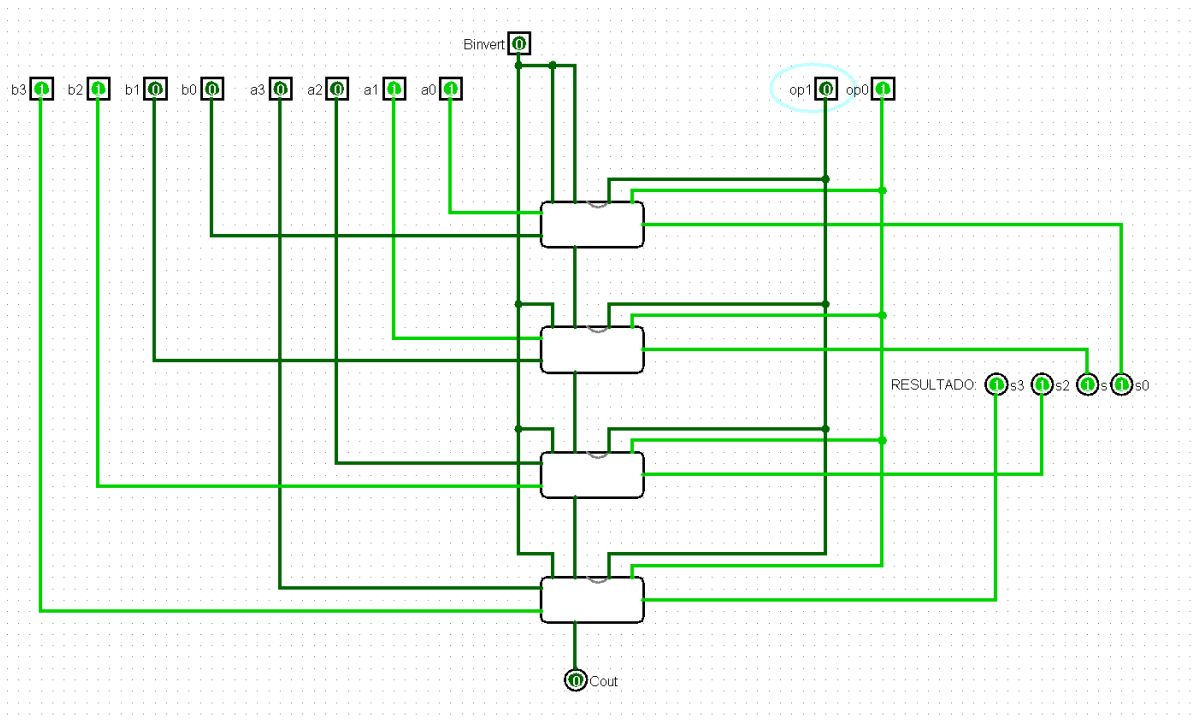 Binvert 0
b3 1 b2 1 b1 0 b0 0 a3 0 a2 0 a1 1 a0 1 op1 0 op0 1
RESULTADO: 1 s3 1 s2 1 s 1 s0
0 Cout